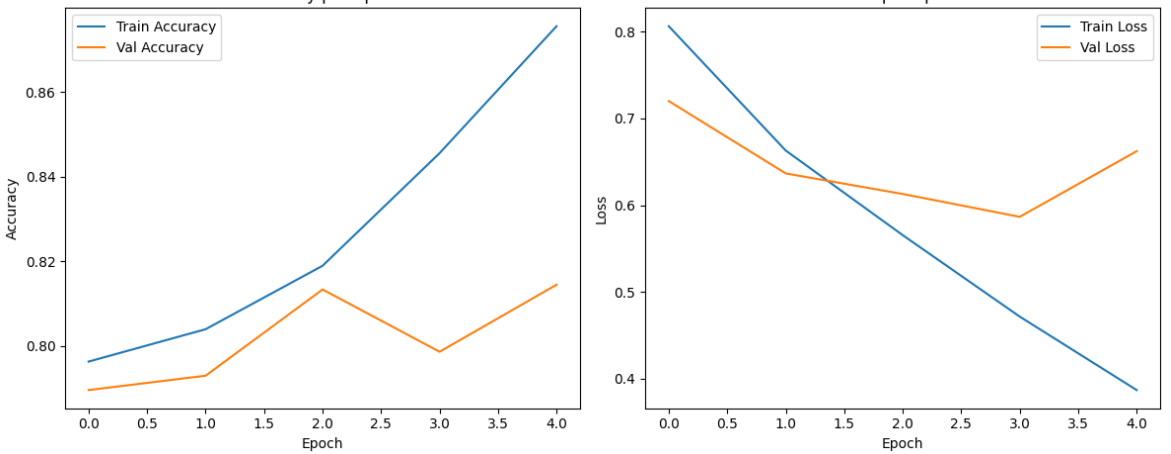 Train Accuracy
Val Accuracy
0.86
0.84
0.82
0.80
Accuracy
0.0 0.5 1.0 1.5 2.0 2.5 3.0 3.5 4.0
Epoch
Train Loss
Val Loss
0.8
0.7
0.6
0.5
0.4
Loss
0.0 0.5 1.0 1.5 2.0 2.5 3.0 3.5 4.0
Epoch